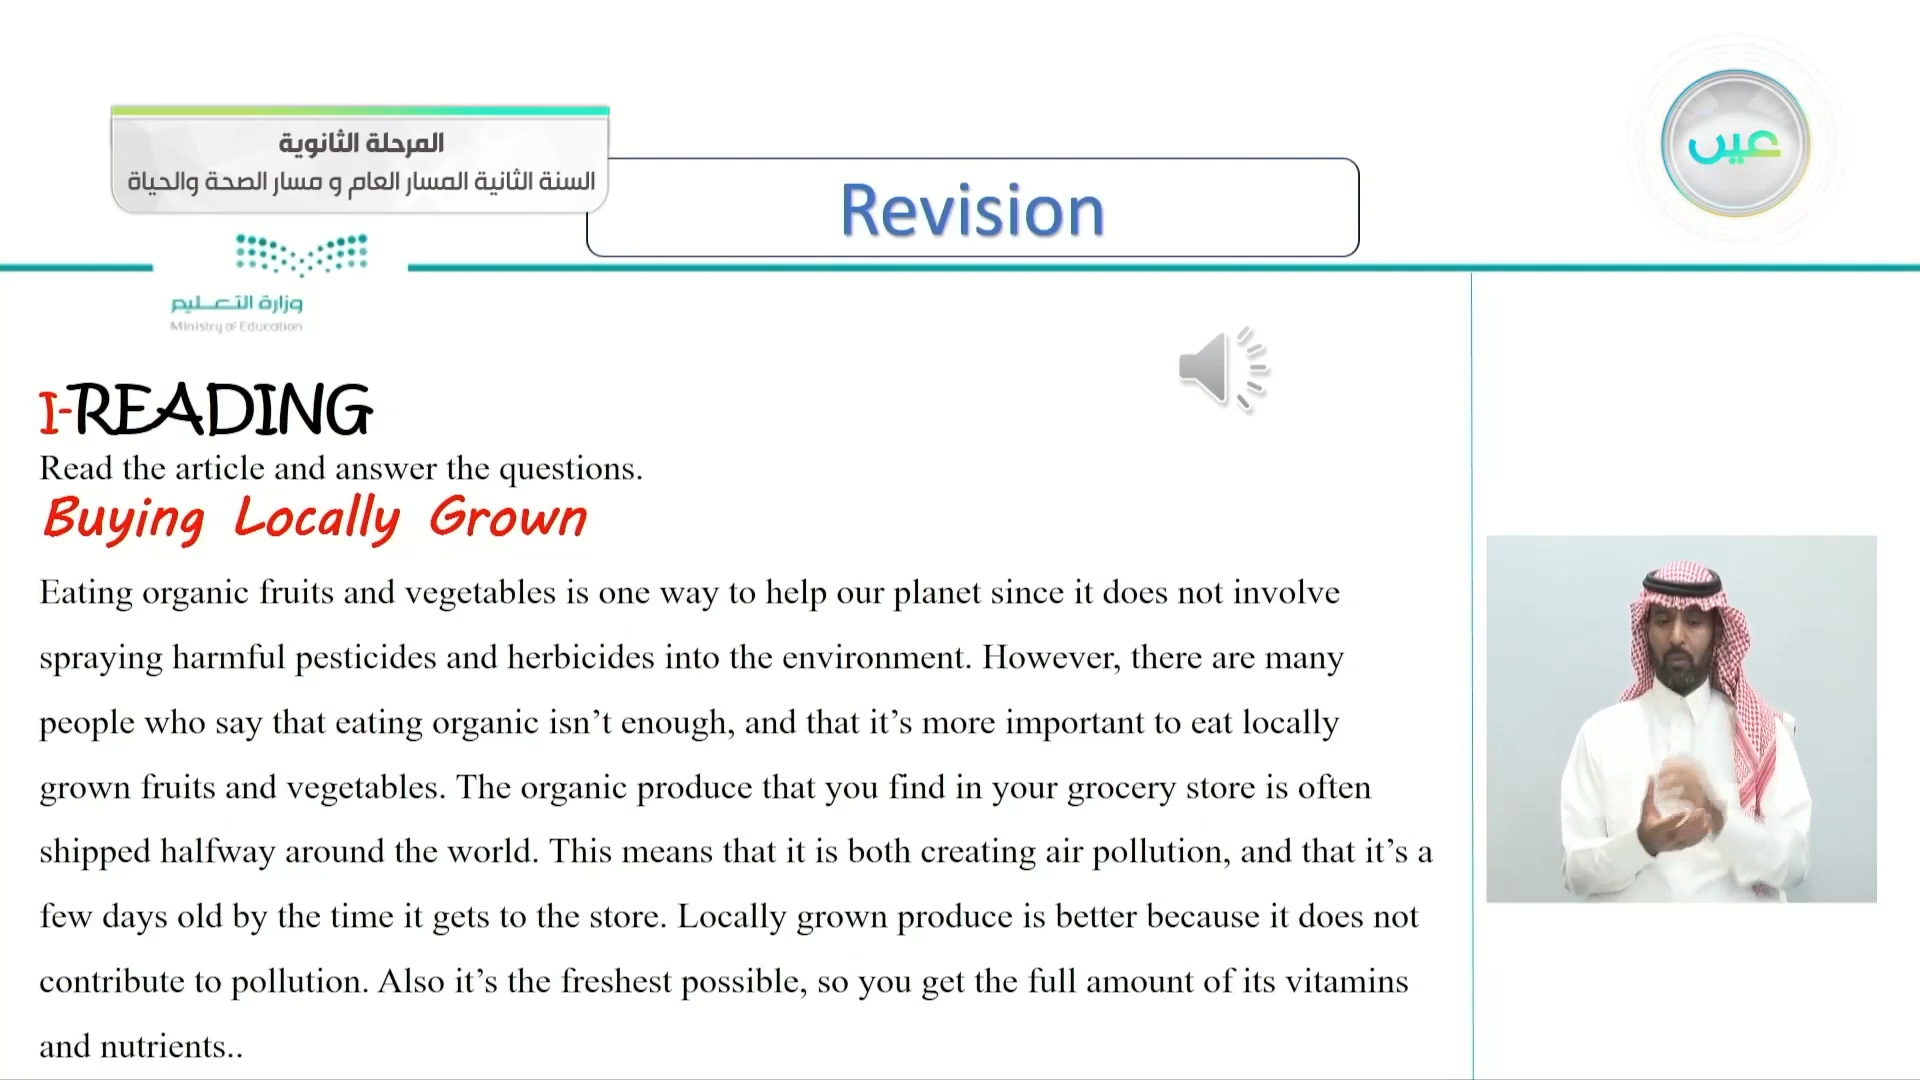 المرحلة الثانوية
السنة الثانية المسار العام و مسار الصحة والحياة
Revision
عين
وزارة التعليم
Ministry of Education
I-READING
Read the article and answer the questions.
Buying Locally Grown
Eating organic fruits and vegetables is one way to help our planet since it does not involve
spraying harmful pesticides and herbicides into the environment. However, there are many
people who say that eating organic isn’t enough, and that it’s more important to eat locally
grown fruits and vegetables. The organic produce that you find in your grocery store is often
shipped halfway around the world. This means that it is both creating air pollution, and that it’s a
few days old by the time it gets to the store. Locally grown produce is better because it does not
contribute to pollution. Also it’s the freshest possible, so you get the full amount of its vitamins
and nutrients..